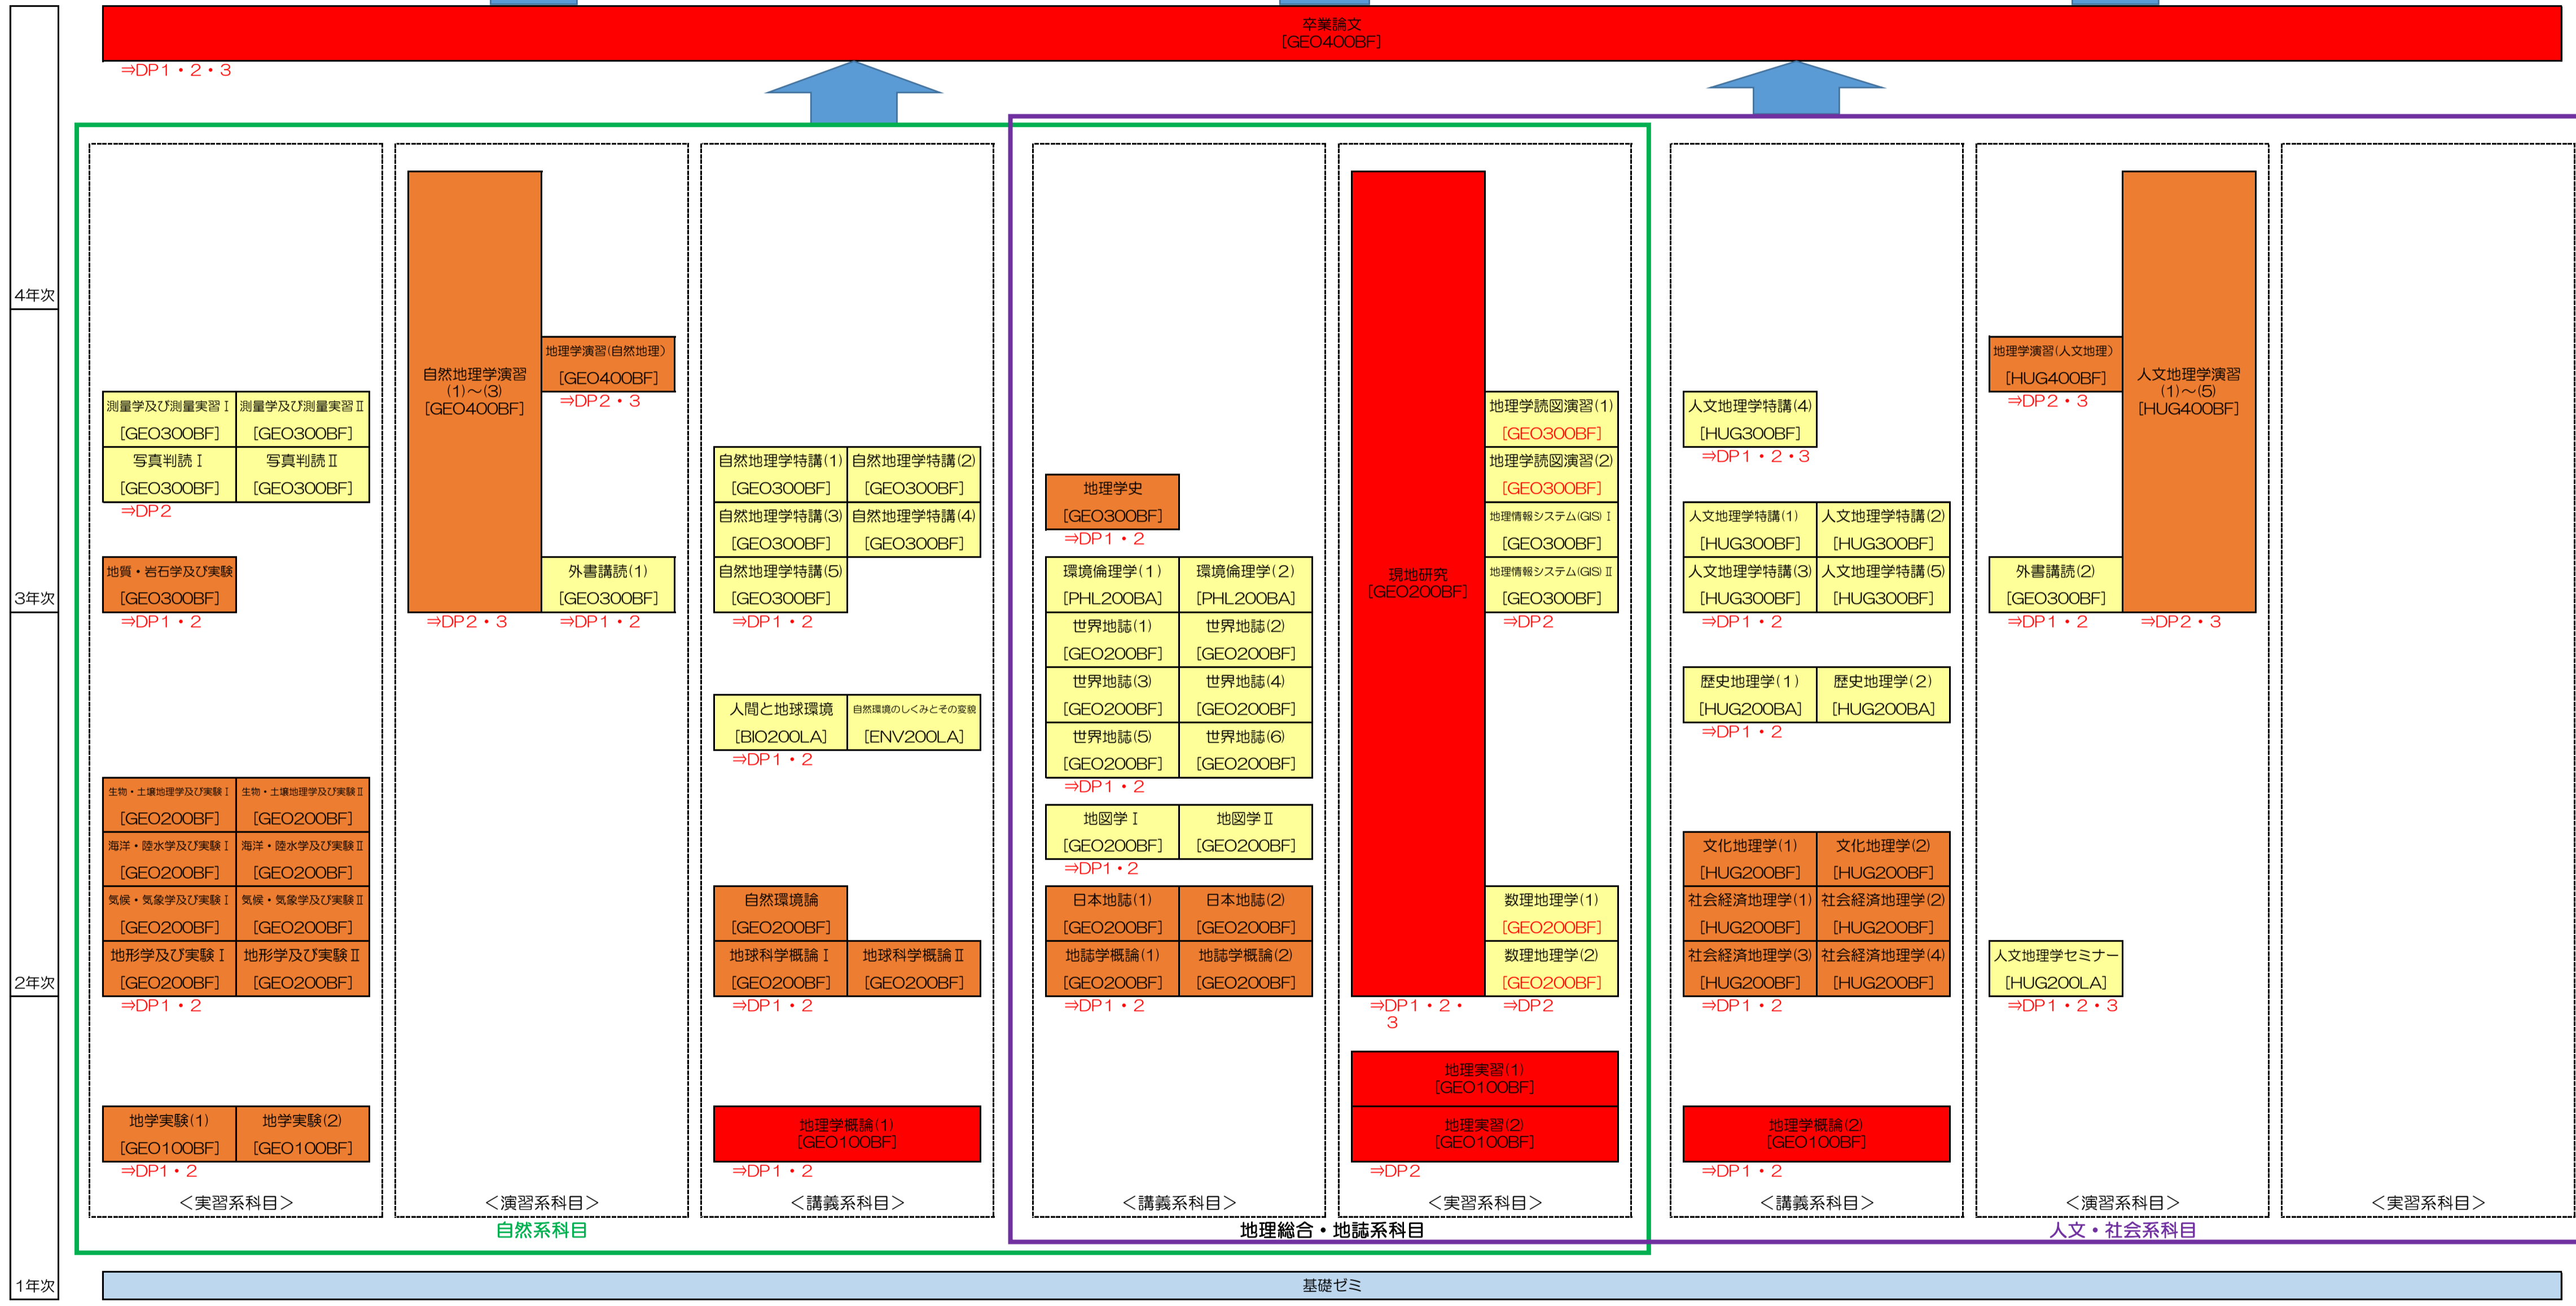 卒業論文
[GEO400BF]
⇒DP1・2・3
4年次
3年次
2年次
1年次
測量学及び測量実習Ⅰ
[GEO300BF]
測量学及び測量実習Ⅱ
[GEO300BF]
写真判読Ⅰ
[GEO300BF]
写真判読Ⅱ
[GEO300BF]
⇒DP2
地質・岩石学及び実験
[GEO300BF]
⇒DP1・2
生物・土壌地理学及び実験Ⅰ
[GEO200BF]
生物・土壌地理学及び実験Ⅱ
[GEO200BF]
海洋・陸水学及び実験Ⅰ
[GEO200BF]
海洋・陸水学及び実験Ⅱ
[GEO200BF]
気候・気象学及び実験Ⅰ
[GEO200BF]
気候・気象学及び実験Ⅱ
[GEO200BF]
地形学及び実験Ⅰ
[GEO200BF]
地形学及び実験Ⅱ
[GEO200BF]
⇒DP1・2
地学実験(1)
[GEO100BF]
地学実験(2)
[GEO100BF]
⇒DP1・2
＜実習系科目＞
自然地理学演習
(1)～(3)
[GEO400BF]
⇒DP2・3
地理学演習(自然地理)
[GEO400BF]
⇒DP2・3
外書講読(1)
[GEO300BF]
⇒DP1・2
＜演習系科目＞
自然地理学特講(1)
[GEO300BF]
自然地理学特講(2)
[GEO300BF]
自然地理学特講(3)
[GEO300BF]
自然地理学特講(4)
[GEO300BF]
自然地理学特講(5)
[GEO300BF]
⇒DP1・2
人間と地球環境
[BIO200LA]
自然環境のしくみとその変貌
[ENV200LA]
⇒DP1・2
自然環境論
[GEO200BF]
地球科学概論Ⅰ
[GEO200BF]
地球科学概論Ⅱ
[GEO200BF]
⇒DP1・2
地理学概論(1)
[GEO100BF]
⇒DP1・2
＜講義系科目＞
自然系科目
地理学史
[GEO300BF]
⇒DP1・2
環境倫理学(1)
[PHL200BA]
環境倫理学(2)
[PHL200BA]
世界地誌(1)
[GEO200BF]
世界地誌(2)
[GEO200BF]
世界地誌(3)
[GEO200BF]
世界地誌(4)
[GEO200BF]
世界地誌(5)
[GEO200BF]
世界地誌(6)
[GEO200BF]
⇒DP1・2
地図学Ⅰ
[GEO200BF]
地図学Ⅱ
[GEO200BF]
⇒DP1・2
日本地誌(1)
[GEO200BF]
日本地誌(2)
[GEO200BF]
地誌学概論(1)
[GEO200BF]
地誌学概論(2)
[GEO200BF]
⇒DP1・2
＜講義系科目＞
現地研究
[GEO200BF]
⇒DP1・2・
3
地理学読図演習(1)
[GEO300BF]
地理学読図演習(2)
[GEO300BF]
地理情報システム(GIS)Ⅰ
[GEO300BF]
地理情報システム(GIS)Ⅱ
[GEO300BF]
⇒DP2
数理地理学(1)
[GEO200BF]
数理地理学(2)
[GEO200BF]
⇒DP2
地理実習(1)
[GEO100BF]
地理実習(2)
[GEO100BF]
⇒DP2
＜実習系科目＞
地理総合・地誌系科目
人文地理学特講(4)
[HUG300BF]
⇒DP1・2・3
人文地理学特講(1)
[HUG300BF]
人文地理学特講(2)
[HUG300BF]
人文地理学特講(3)
[HUG300BF]
人文地理学特講(5)
[HUG300BF]
⇒DP1・2
歴史地理学(1)
[HUG200BA]
歴史地理学(2)
[HUG200BA]
⇒DP1・2
文化地理学(1)
[HUG200BF]
文化地理学(2)
[HUG200BF]
社会経済地理学(1)
[HUG200BF]
社会経済地理学(2)
[HUG200BF]
社会経済地理学(3)
[HUG200BF]
社会経済地理学(4)
[HUG200BF]
⇒DP1・2
地理学概論(2)
[GEO100BF]
⇒DP1・2
＜講義系科目＞
地理学演習(人文地理)
[HUG400BF]
⇒DP2・3
人文地理学演習
(1)～(5)
[HUG400BF]
⇒DP2・3
外書講読(2)
[GEO300BF]
⇒DP1・2
人文地理学セミナー
[HUG200LA]
⇒DP1・2・3
＜演習系科目＞
人文・社会系科目
＜実習系科目＞
基礎ゼミ